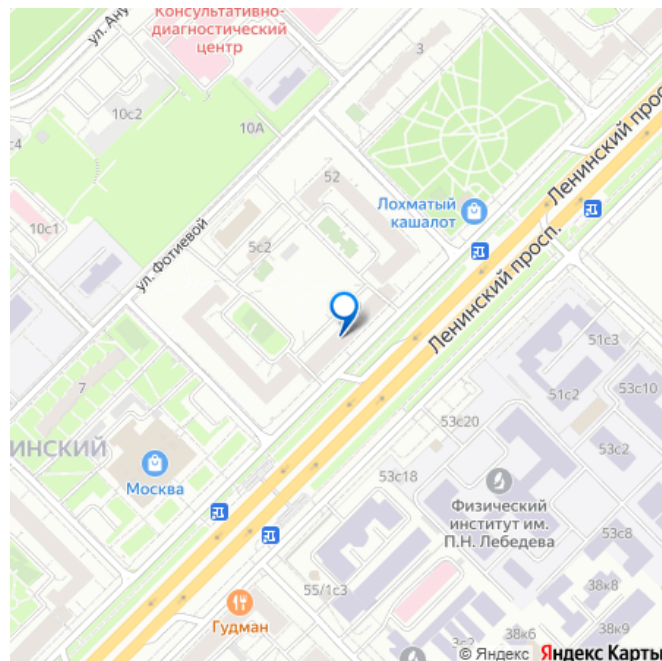 Консультативно-
диагностический
центр
ул. Ану
3
10с2
10А
с4
Ленинский прос
52
Лохматый
кашалот
10с1
5с2
ул. Фотиевой
Ленинский просп.
51с3
51с2
53с10
7
53с20
53с2
ИНСКИЙ
Москва
53с18
Физический
институт им.
П.Н. Лебедева
53с8
55/1с3
38к8
Гудман
38к6
38к9
3с2
© Яндекс Яндекс Карты